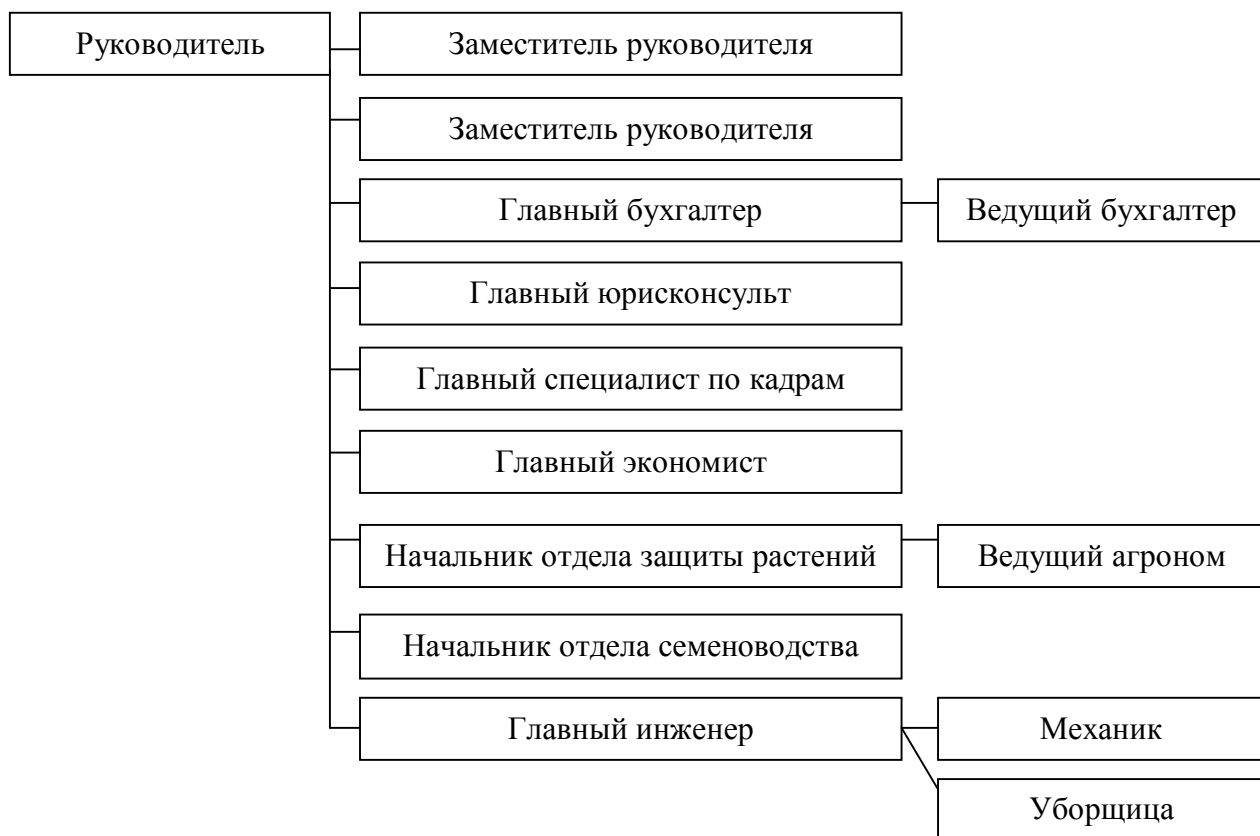 Руководитель
Заместитель руководителя
Заместитель руководителя
Главный бухгалтер
Ведущий бухгалтер
Главный юрисконсульт
Главный специалист по кадрам
Главный экономист
Начальник отдела защиты растений
Ведущий агроном
Начальник отдела семеноводства
Главный инженер
Механик
Уборщица